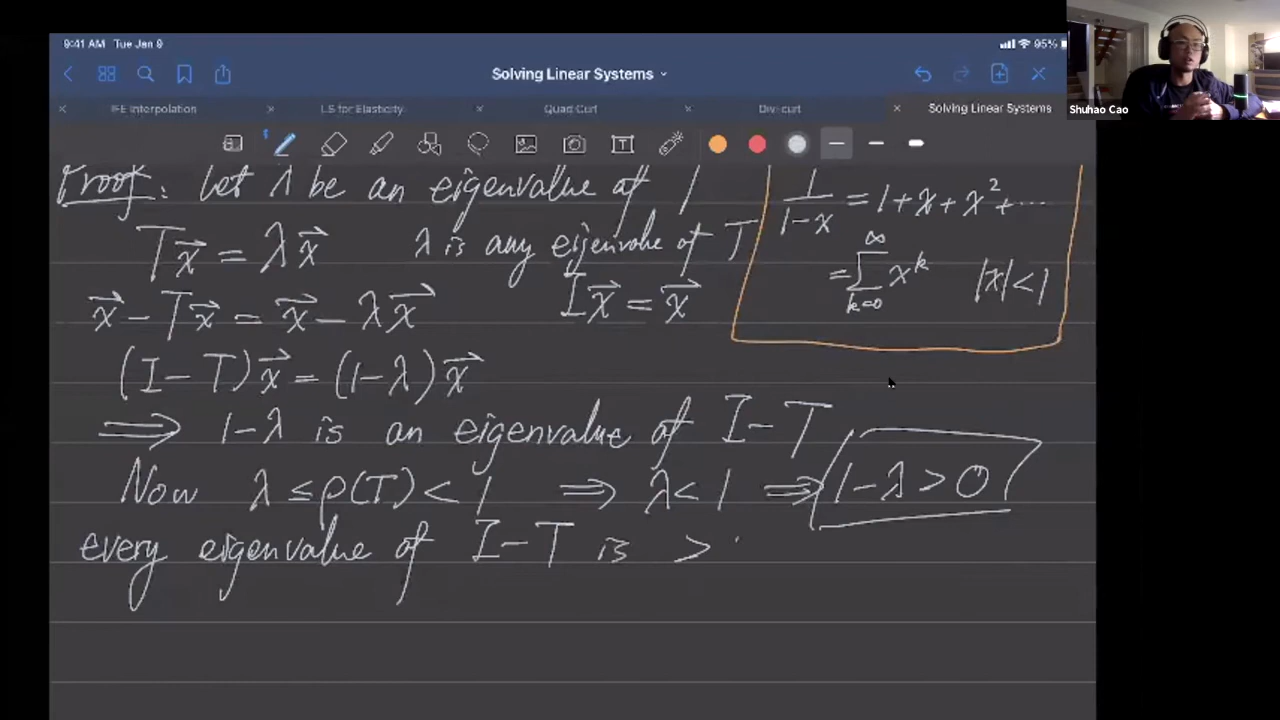 9:41 AM Tue Jan 9
95%
Solving Linear Systems
IFE Interpolation
LS for Elasticity
Quad Curl
Div-curl
Solving Linear Systems
Shuhao Cao
Proof: Let λ be an eigenvalue of T
Tx⃗ = λx⃗ λ is any eigenvalue of T
x⃗ − Tx⃗ = x⃗ − λx⃗ Ix⃗ = x⃗
(I − T)x⃗ = (1−λ)x⃗
⟹ 1−λ is an eigenvalue of I−T
Now λ ≤ ρ(T) < 1 ⟹ λ < 1 ⟹ 1−λ > 0
every eigenvalue of I−T is >
1/(1−x) = 1+x+x²+⋯
= ∑_{k=0}^{∞} x^k |x|<1